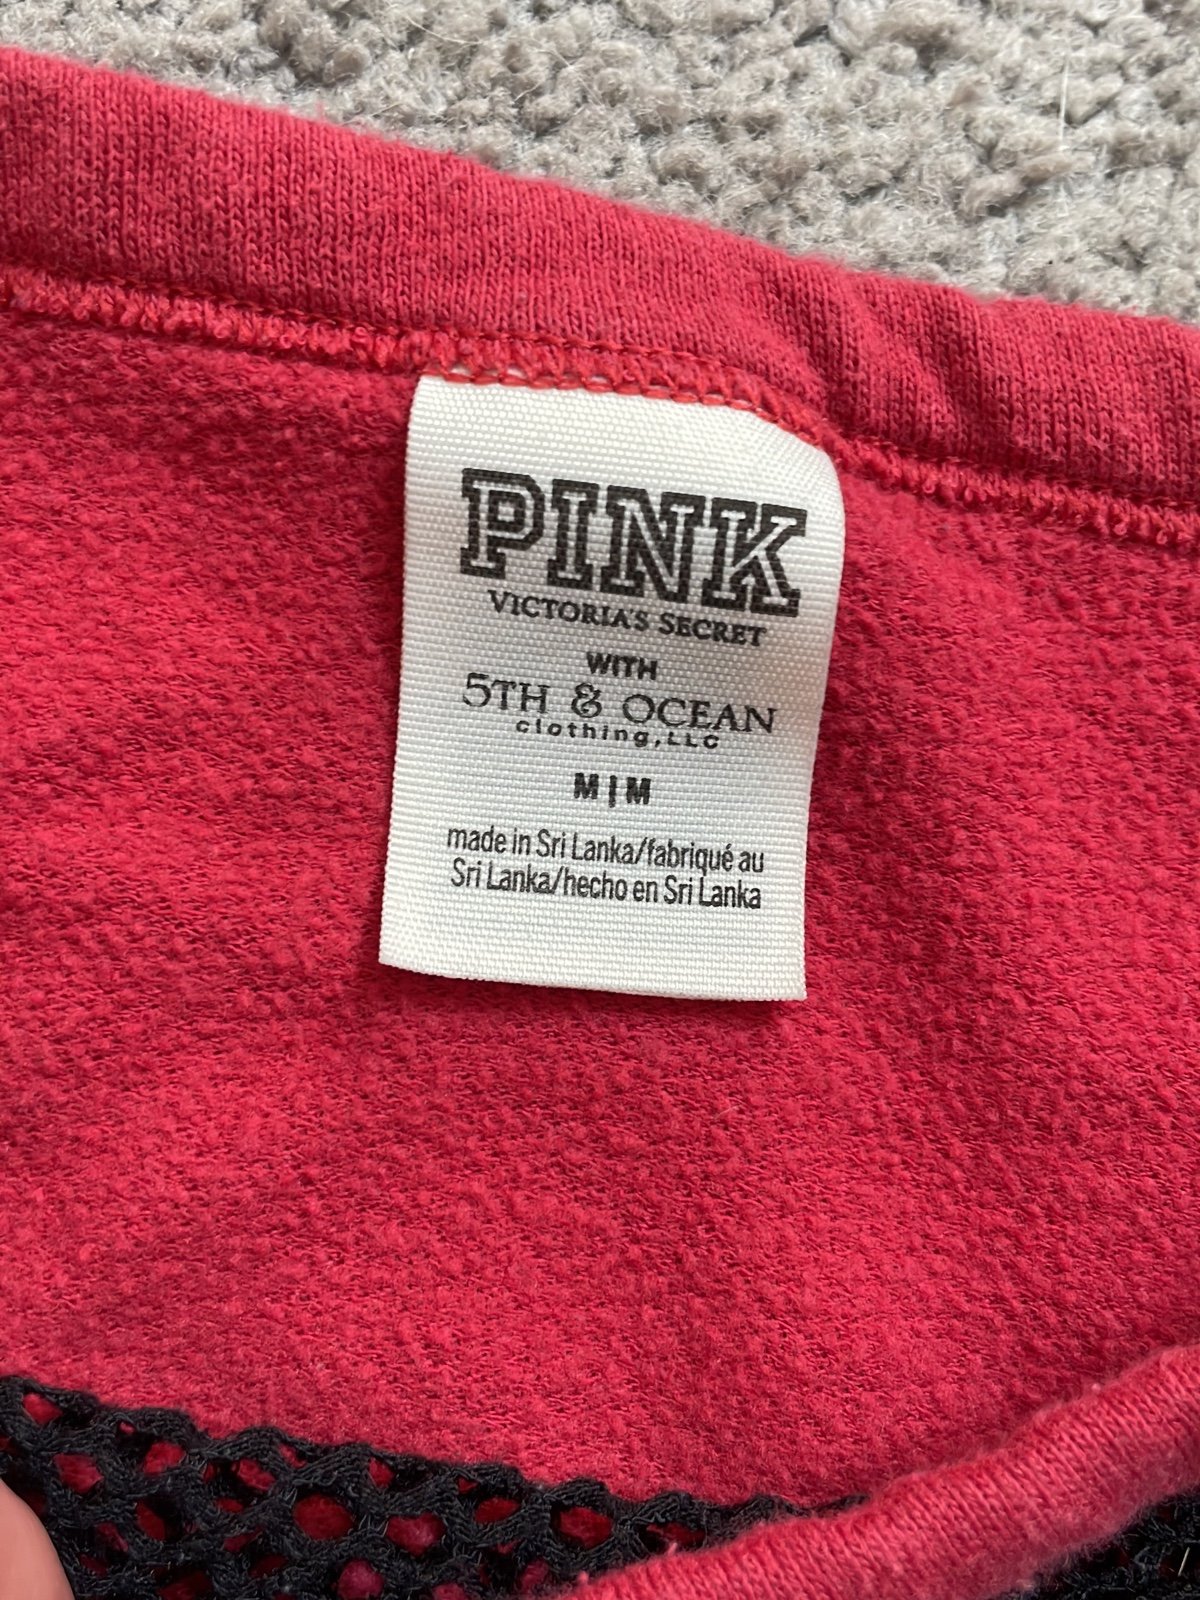 PINK
VICTORIA'S SECRET
WITH
5TH & OCEAN
clothing,LLC
M|M
made in Sri Lanka/fabriqué au
Sri Lanka/hecho en Sri Lanka